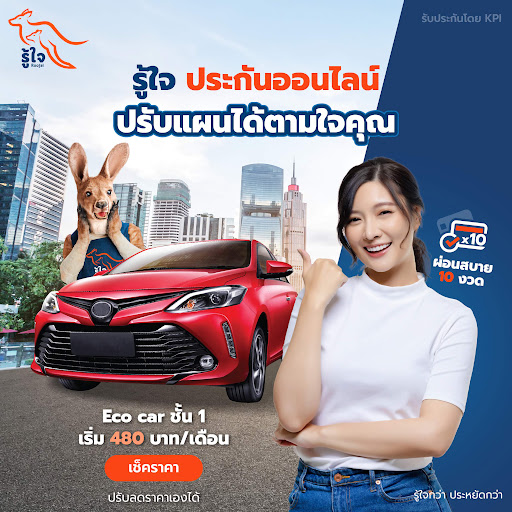 รับประกันโดย KPI
รู้ใจ
Roojai
รู้ใจ ประกันออนไลน์
ปรับแผนได้ตามใจคุณ
รู้ใจ
x10
ผ่อนสบาย
10 งวด
Eco car ชั้น 1
เริ่ม 480 บาท/เดือน
เช็คราคา
ปรับลดราคาเองได้
รู้ใจกว่า ประหยัดกว่า